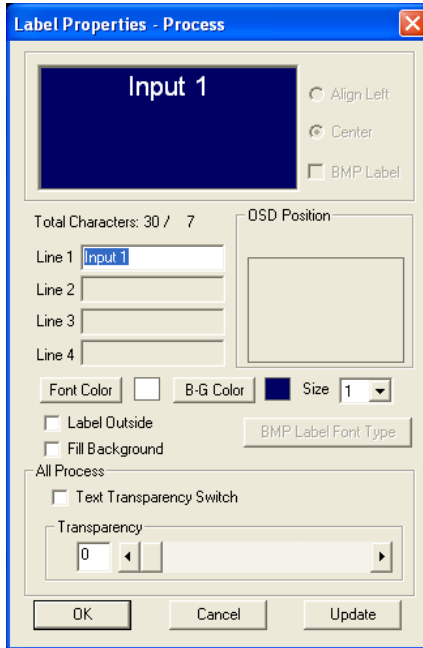 Label Properties - Process
Input 1
Align Left
Center
BMP Label
Total Characters: 30 / 7
OSD Position
Line 1 Input 1
Line 2
Line 3
Line 4
Font Color B-G Color Size 1
Label Outside
Fill Background
BMP Label Font Type
All Process
Text Transparency Switch
Transparency
0
OK Cancel Update